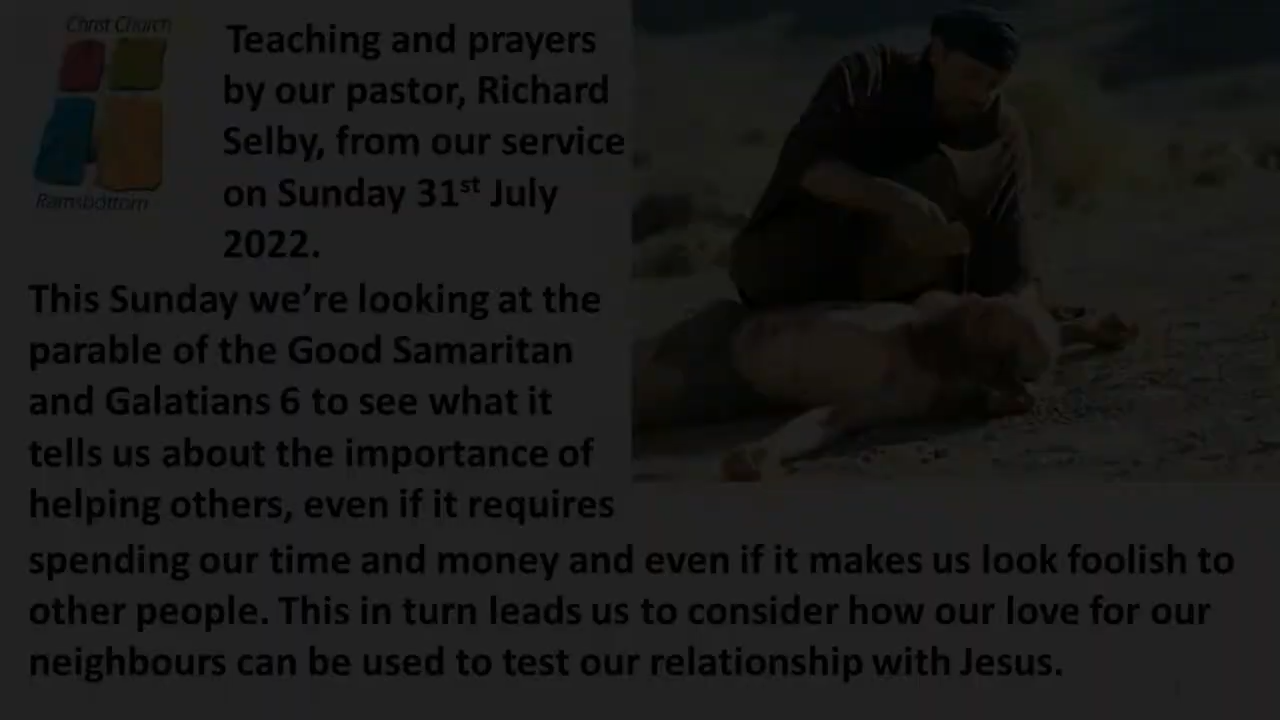 Christ Church
Ramsbottom
Teaching and prayers
by our pastor, Richard
Selby, from our service
on Sunday 31st July
2022.
This Sunday we’re looking at the
parable of the Good Samaritan
and Galatians 6 to see what it
tells us about the importance of
helping others, even if it requires
spending our time and money and even if it makes us look foolish to
other people. This in turn leads us to consider how our love for our
neighbours can be used to test our relationship with Jesus.